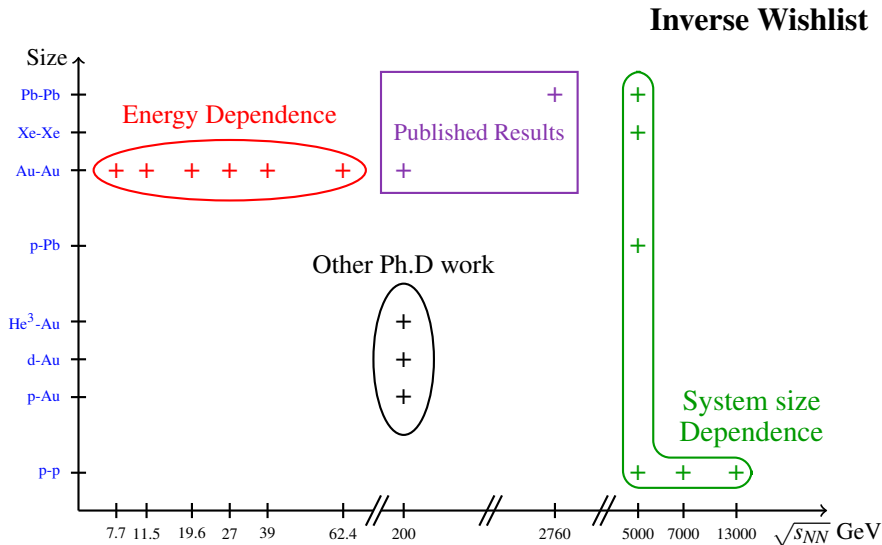 Inverse Wishlist
Size
Pb-Pb
Xe-Xe
Au-Au
p-Pb
He³-Au
d-Au
p-Au
p-p
Energy Dependence
Published Results
Other Ph.D work
System size
Dependence
7.7 11.5 19.6 27 39 62.4 200 2760 5000 7000 13000 √s_NN GeV